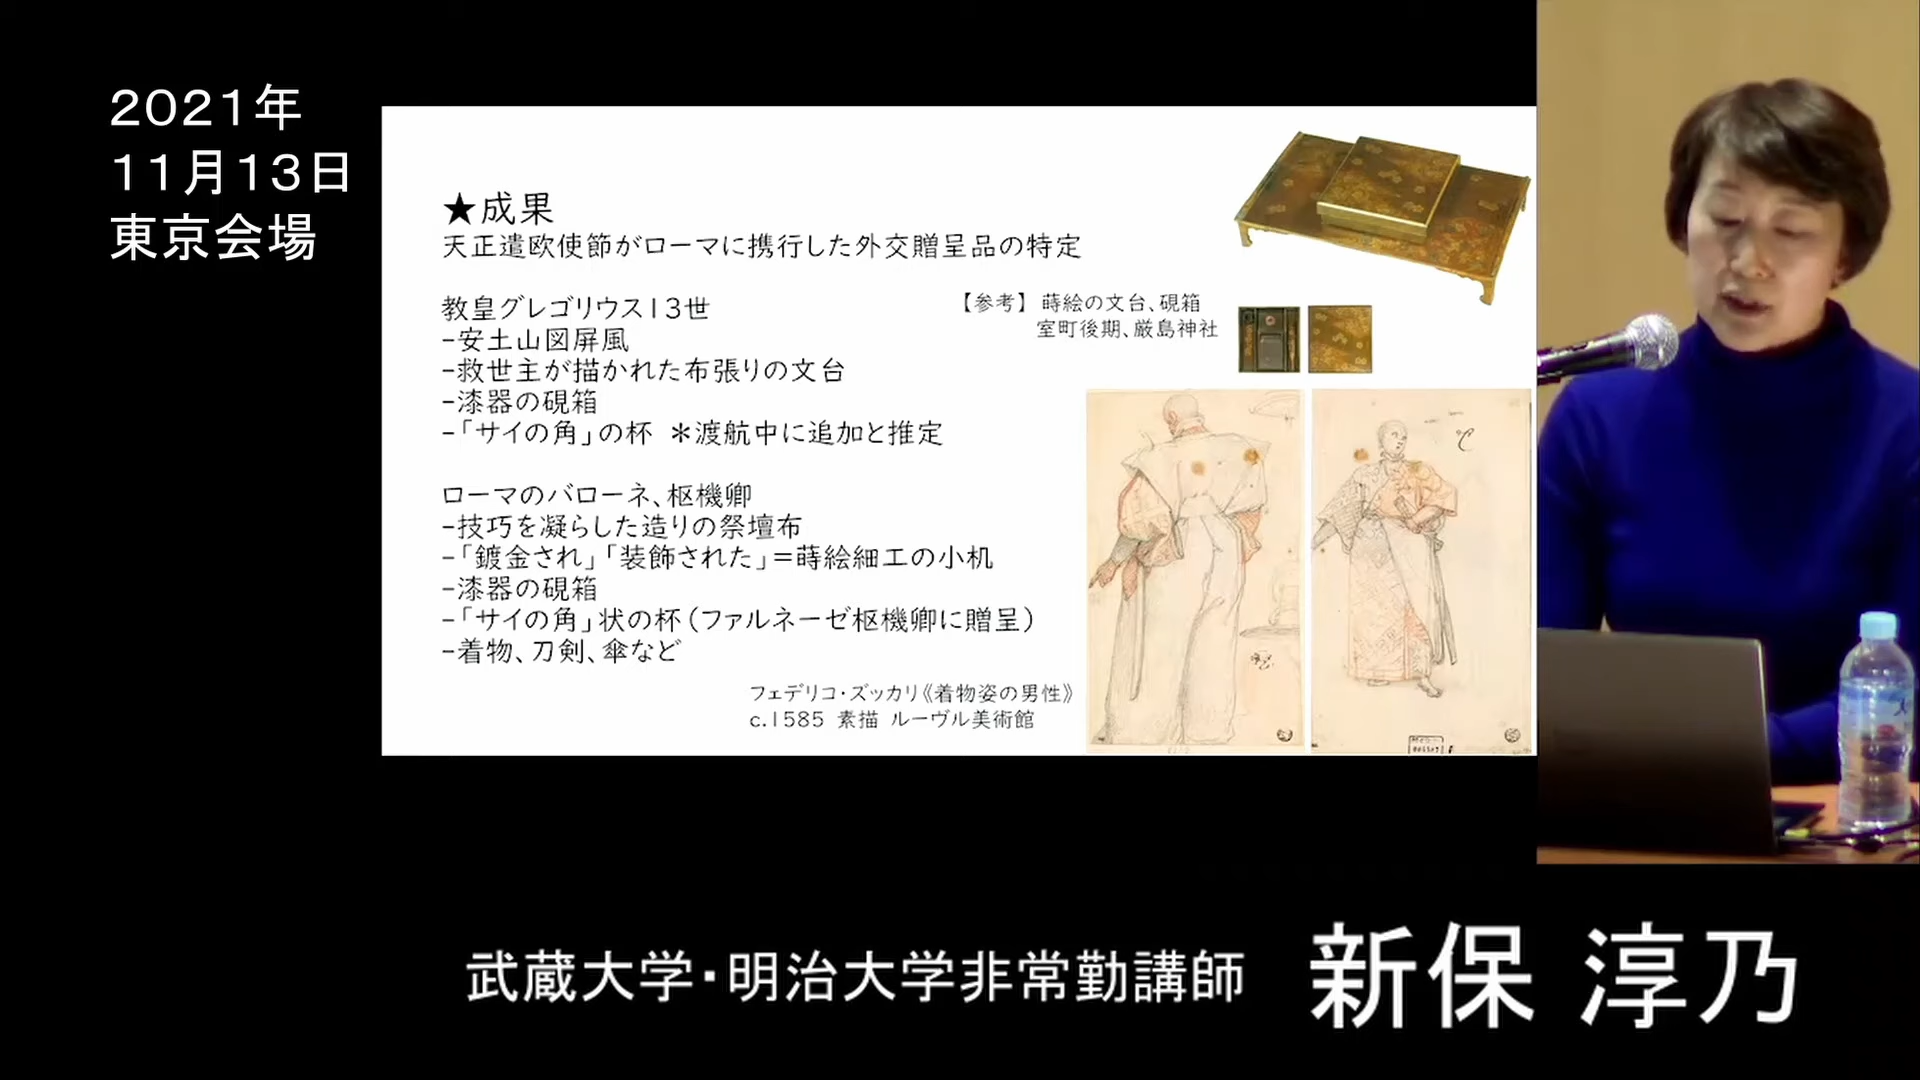 2021年
11月13日
東京会場
★成果
天正遣欧使節がローマに携行した外交贈呈品の特定
教皇グレゴリウス13世
-安土山図屏風
-救世主が描かれた布張りの文台
-漆器の硯箱
-「サイの角」の杯 ＊渡航中に追加と推定
【参考】 蒔絵の文台、硯箱
室町後期、厳島神社
ローマのバローネ、枢機卿
-技巧を凝らした造りの祭壇布
-「鍍金され」「装飾された」=蒔絵細工の小机
-漆器の硯箱
-「サイの角」状の杯(ファルネーゼ枢機卿に贈呈)
-着物、刀剣、傘など
フェデリコ・ズッカリ《着物姿の男性》
c.1585 素描 ルーヴル美術館
武蔵大学・明治大学非常勤講師 新保 淳乃